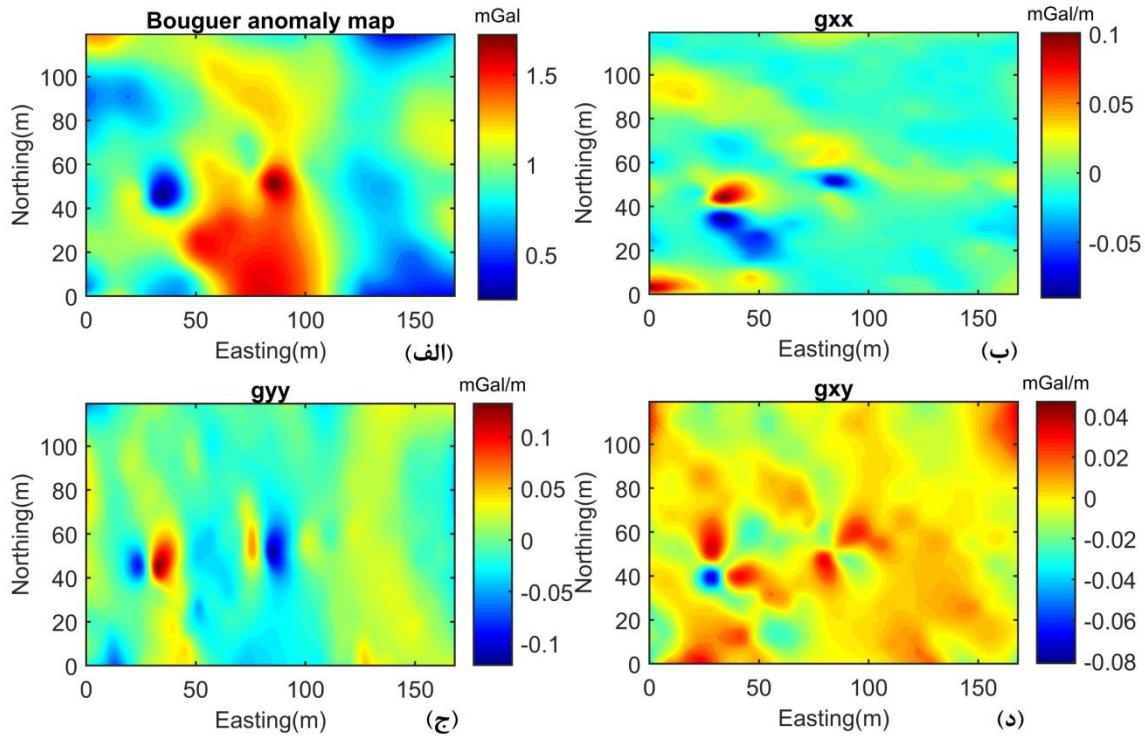 Bouguer anomaly map
mGal
Northing(m)
100
80
60
40
20
0
0
50
100
150
Easting(m)
1.5
1
0.5
(الف)
gxx
mGal/m
Northing(m)
100
80
60
40
20
0
0
50
100
150
Easting(m)
0.1
0.05
0
-0.05
(ب)
gyy
mGal/m
Northing(m)
100
80
60
40
20
0
0
50
100
150
Easting(m)
0.1
0.05
0
-0.05
-0.1
(ج)
gxy
mGal/m
Northing(m)
100
80
60
40
20
0
0
50
100
150
Easting(m)
0.04
0.02
0
-0.02
-0.04
-0.06
-0.08
(د)